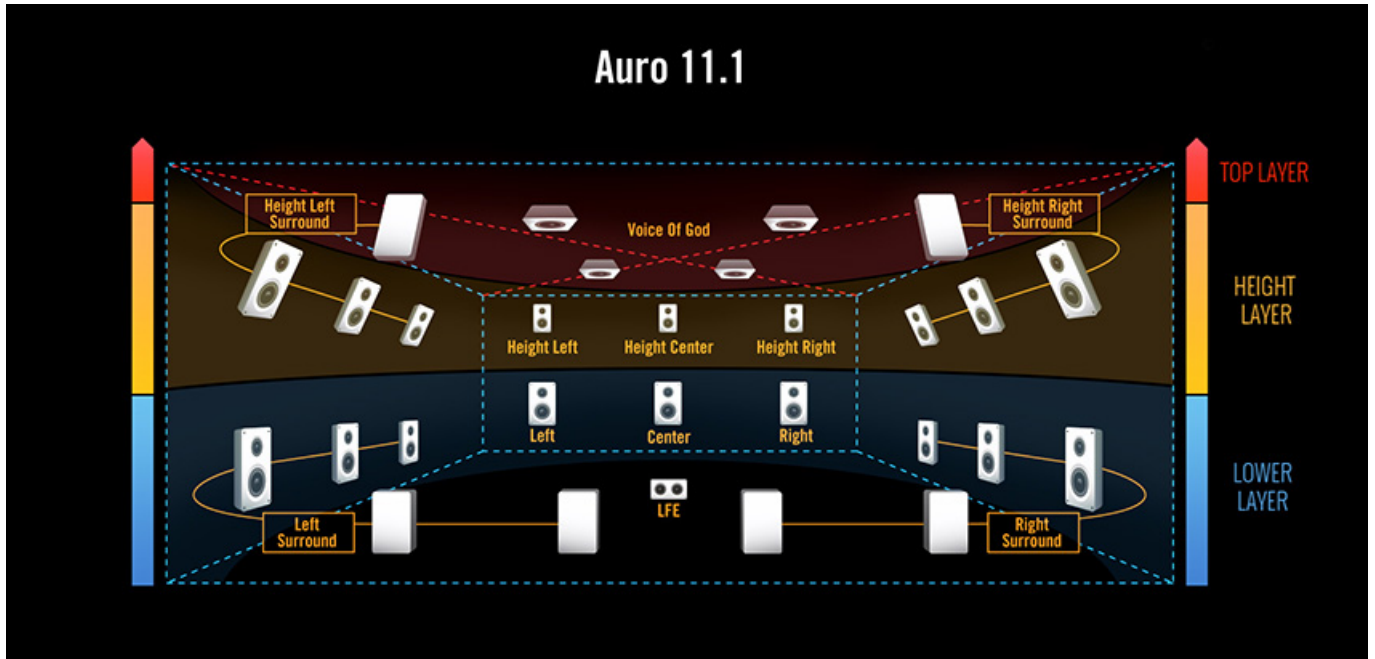 Auro 11.1
TOP LAYER
Height Left
Surround
Height Right
Surround
Voice Of God
HEIGHT
LAYER
Height Left
Height Center
Height Right
Left
Center
Right
LOWER
LAYER
LFE
Left
Surround
Right
Surround